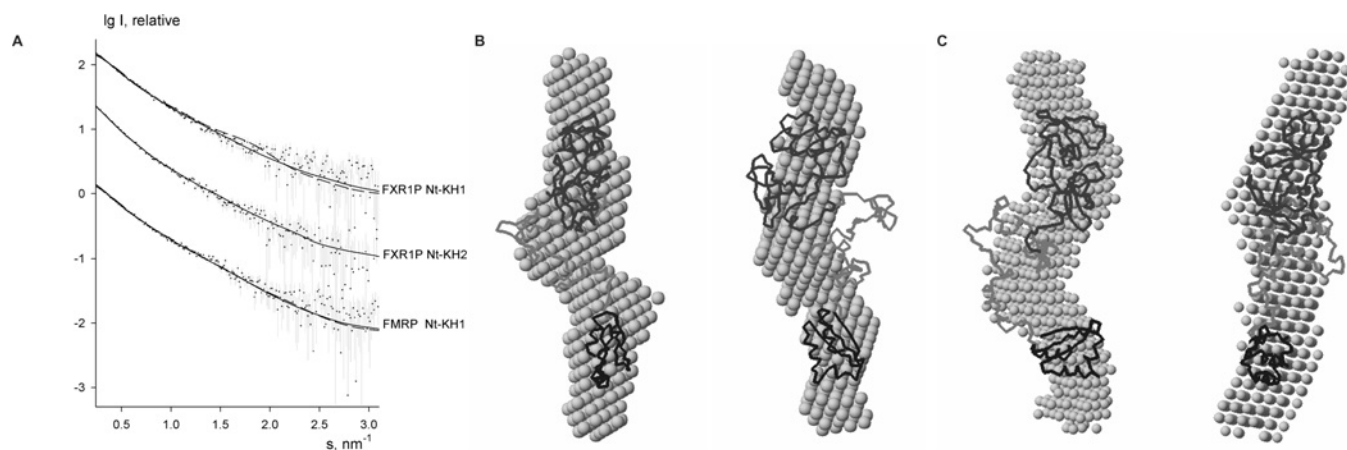 lg I, relative
A
B
C
2
1
0
-1
-2
-3
FXR1P Nt-KH1
FXR1P Nt-KH2
FMRP Nt-KH1
0.5 1.0 1.5 2.0 2.5 3.0
s, nm-1